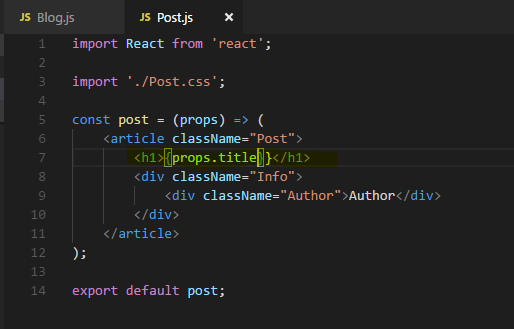 JS Blog.js JS Post.js ×
1 import React from 'react';
2
3 import './Post.css';
4
5 const post = (props) => (
6 <article className="Post">
7 <h1>{props.title}}</h1>
8 <div className="Info">
9 <div className="Author">Author</div>
10 </div>
11 </article>
12 );
13
14 export default post;